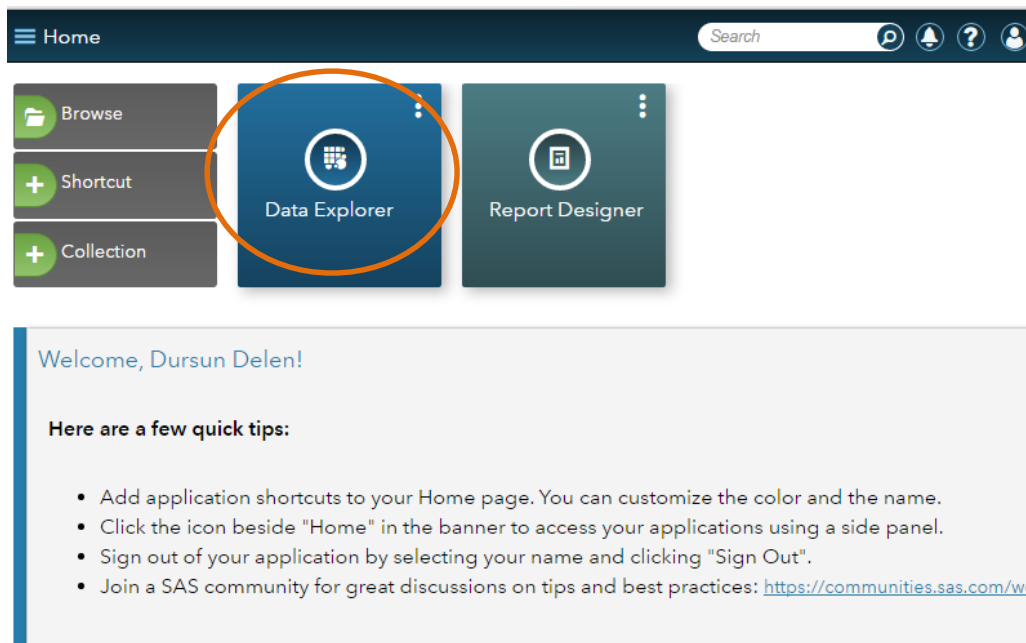 Home
Search
Browse
Shortcut
Collection
Data Explorer
Report Designer
Welcome, Dursun Delen!
Here are a few quick tips:
• Add application shortcuts to your Home page. You can customize the color and the name.
• Click the icon beside "Home" in the banner to access your applications using a side panel.
• Sign out of your application by selecting your name and clicking "Sign Out".
• Join a SAS community for great discussions on tips and best practices: https://communities.sas.com/w